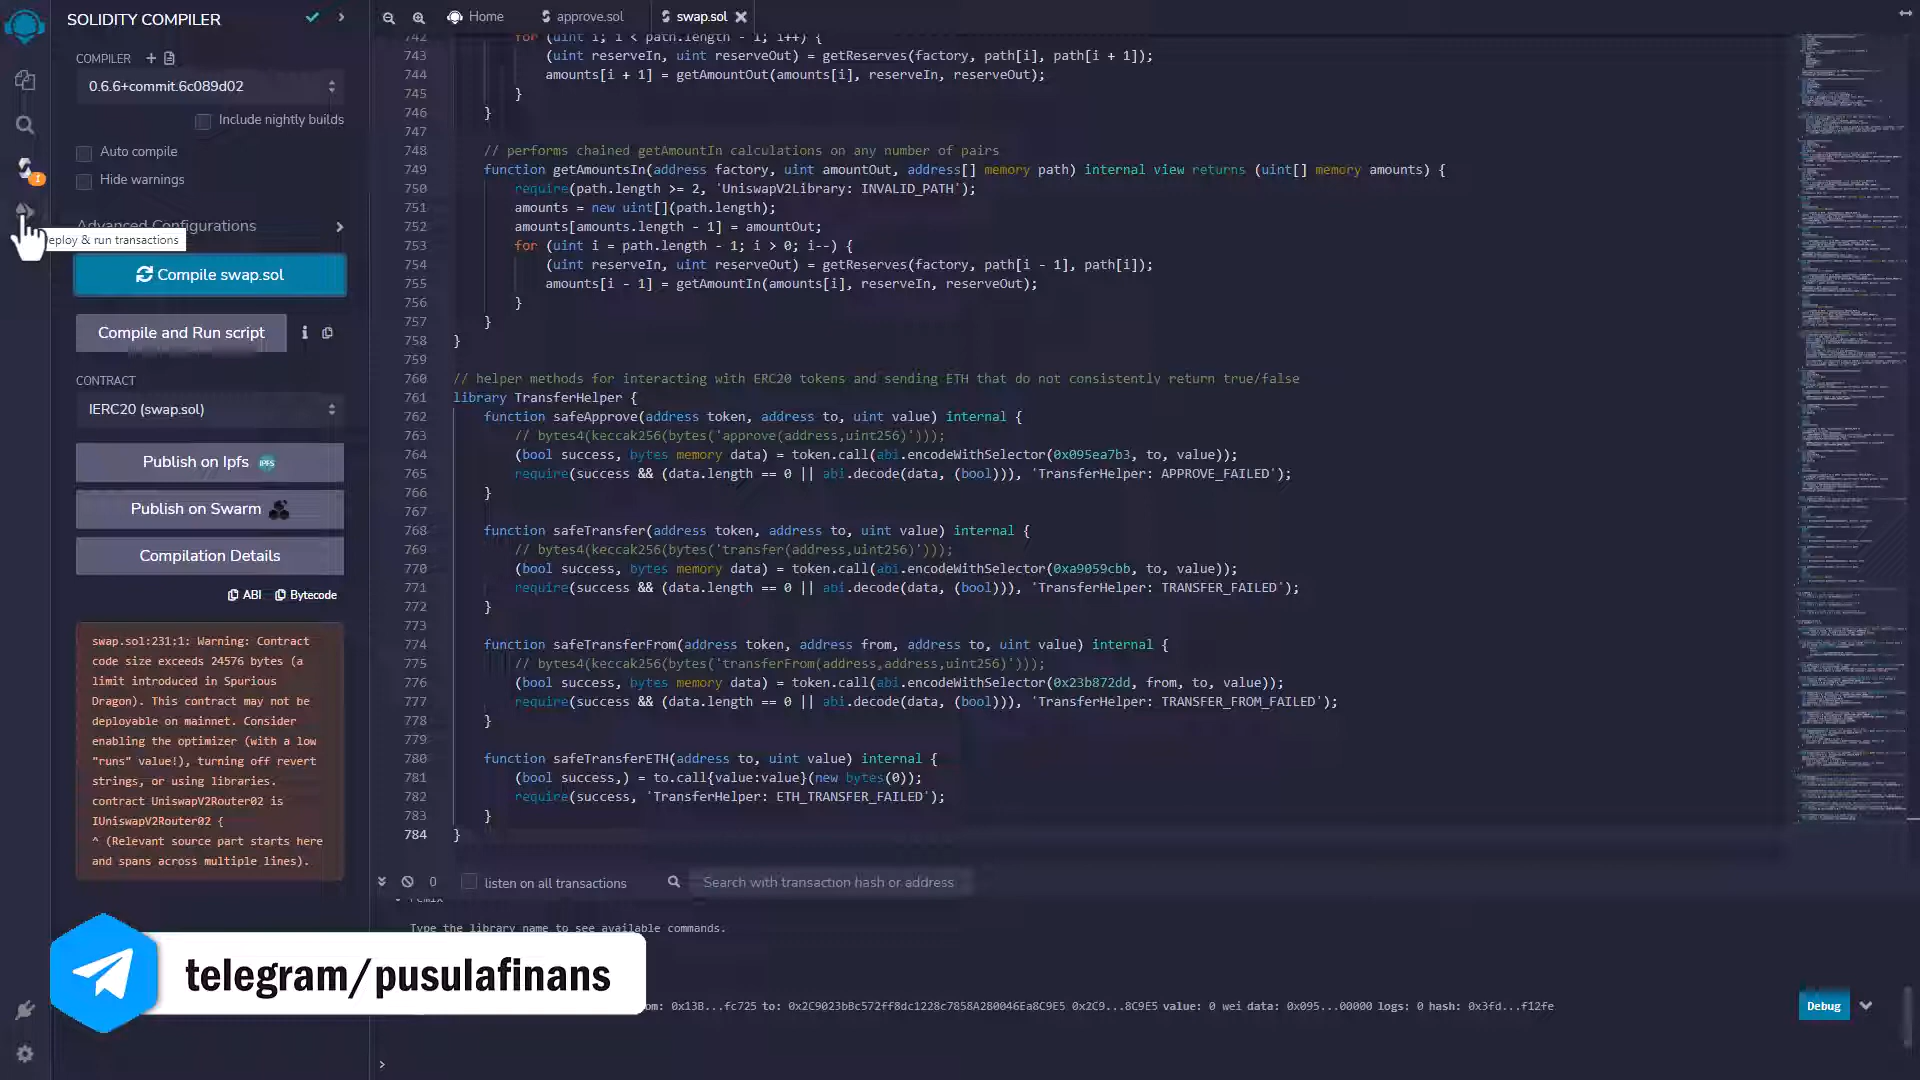 SOLIDITY COMPILER
COMPILER
0.6.6+commit.6c089d02
Include nightly builds
Auto compile
Hide warnings
Advanced Configurations
eploy & run transactions
Compile swap.sol
Compile and Run script
CONTRACT
IERC20 (swap.sol)
Publish on Ipfs IPFS
Publish on Swarm
Compilation Details
ABI Bytecode
swap.sol:231:1: Warning: Contract
code size exceeds 24576 bytes (a
limit introduced in Spurious
Dragon). This contract may not be
deployable on mainnet. Consider
enabling the optimizer (with a low
"runs" value!), turning off revert
strings, or using libraries.
contract UniswapV2Router02 is
IUniswapV2Router02 {
^ (Relevant source part starts here
and spans across multiple lines).
Home approve.sol swap.sol
742 for (uint i; i < path.length - 1; i++) {
743 (uint reserveIn, uint reserveOut) = getReserves(factory, path[i], path[i + 1]);
744 amounts[i + 1] = getAmountOut(amounts[i], reserveIn, reserveOut);
745 }
746 }
747
748 // performs chained getAmountIn calculations on any number of pairs
749 function getAmountsIn(address factory, uint amountOut, address[] memory path) internal view returns (uint[] memory amounts) {
750 require(path.length >= 2, 'UniswapV2Library: INVALID_PATH');
751 amounts = new uint[](path.length);
752 amounts[amounts.length - 1] = amountOut;
753 for (uint i = path.length - 1; i > 0; i--) {
754 (uint reserveIn, uint reserveOut) = getReserves(factory, path[i - 1], path[i]);
755 amounts[i - 1] = getAmountIn(amounts[i], reserveIn, reserveOut);
756 }
757 }
758 }
759
760 // helper methods for interacting with ERC20 tokens and sending ETH that do not consistently return true/false
761 library TransferHelper {
762 function safeApprove(address token, address to, uint value) internal {
763 // bytes4(keccak256(bytes('approve(address,uint256)')));
764 (bool success, bytes memory data) = token.call(abi.encodeWithSelector(0x095ea7b3, to, value));
765 require(success && (data.length == 0 || abi.decode(data, (bool))), 'TransferHelper: APPROVE_FAILED');
766 }
767
768 function safeTransfer(address token, address to, uint value) internal {
769 // bytes4(keccak256(bytes('transfer(address,uint256)')));
770 (bool success, bytes memory data) = token.call(abi.encodeWithSelector(0xa9059cbb, to, value));
771 require(success && (data.length == 0 || abi.decode(data, (bool))), 'TransferHelper: TRANSFER_FAILED');
772 }
773
774 function safeTransferFrom(address token, address from, address to, uint value) internal {
775 // bytes4(keccak256(bytes('transferFrom(address,address,uint256)')));
776 (bool success, bytes memory data) = token.call(abi.encodeWithSelector(0x23b872dd, from, to, value));
777 require(success && (data.length == 0 || abi.decode(data, (bool))), 'TransferHelper: TRANSFER_FROM_FAILED');
778 }
779
780 function safeTransferETH(address to, uint value) internal {
781 (bool success,) = to.call{value:value}(new bytes(0));
782 require(success, 'TransferHelper: ETH_TRANSFER_FAILED');
783 }
784 }
0 listen on all transactions Search with transaction hash or address
remix
Type the library name to see available commands.
om: 0x13B...fc725 to: 0x2C9023bBc572ff8dc1228c7858A280046Ea8C9E5 0x2C9...8C9E5 value: 0 wei data: 0x095...00000 logs: 0 hash: 0x3fd...f12fe
Debug
>
telegram/pusulafinans